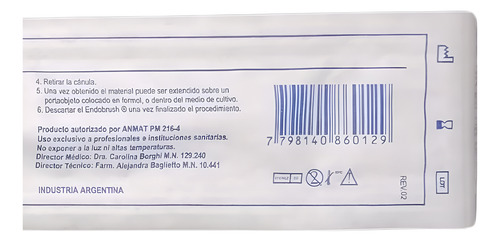 4. Retirar la cánula.
5. Una vez obtenido el material puede ser extendido sobre un
portaobjeto colocado en formol, o dentro del medio de cultivo.
6. Descartar el Endobrush ® una vez finalizado el procedimiento.
Producto autorizado por ANMAT PM 216-4
Uso exclusivo a profesionales e instituciones sanitarias.
No exponer a la luz ni altas temperaturas.
Director Médico: Dra. Carolina Borghi M.N. 129.240
Director Técnico: Farm. Alejandra Baglietto M.N. 10.441
INDUSTRIA ARGENTINA
7 798140 860129
STERILE
REV.02
LOT